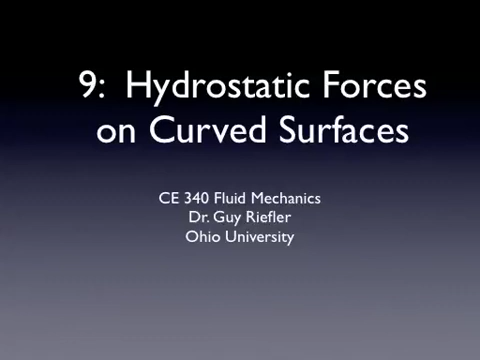 9: Hydrostatic Forces
on Curved Surfaces
CE 340 Fluid Mechanics
Dr. Guy Riefler
Ohio University